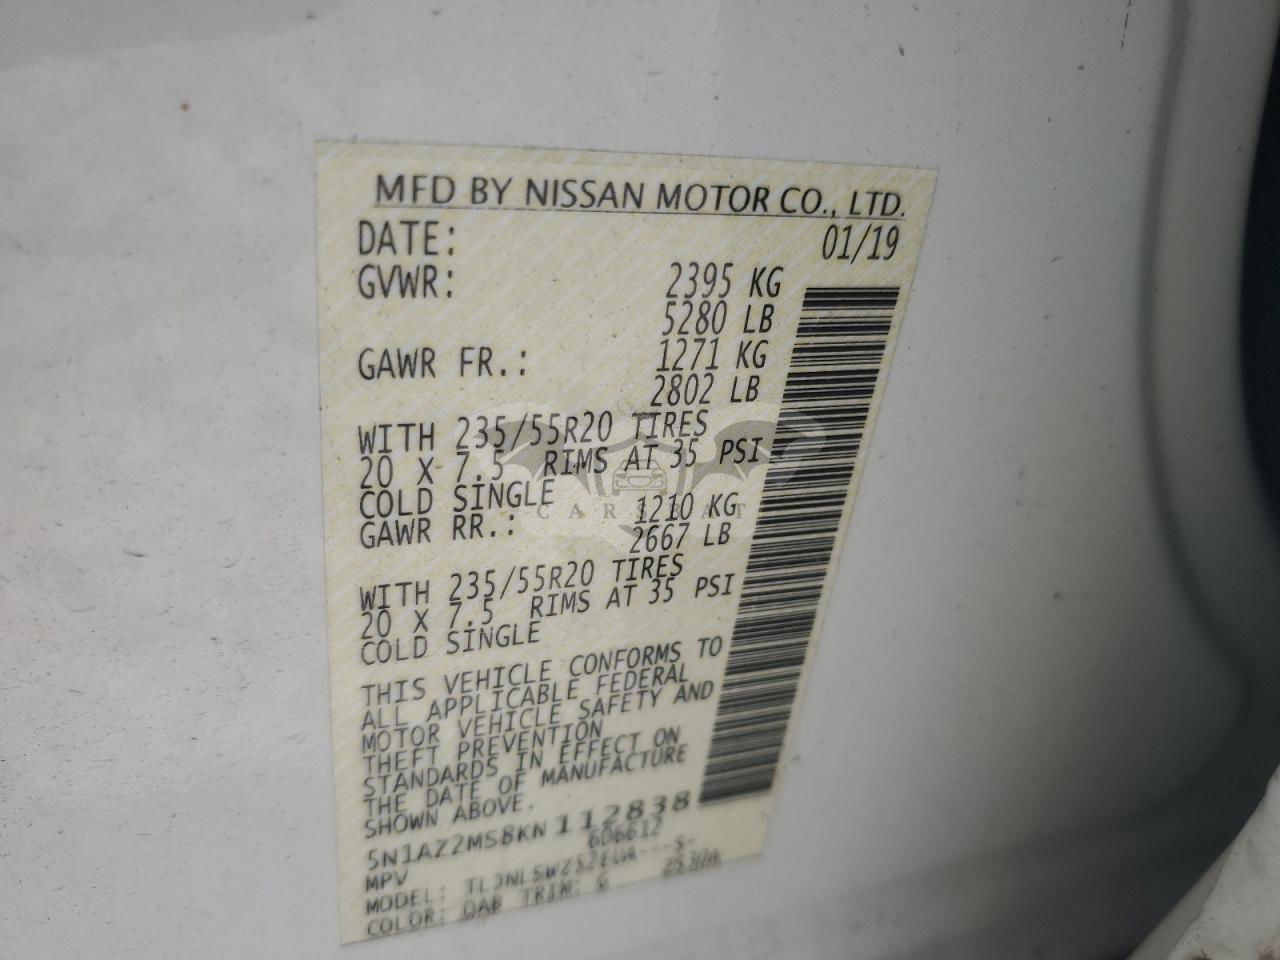 MFD BY NISSAN MOTOR CO., LTD.
DATE: 01/19
GVWR: 2395 KG
5280 LB
GAWR FR.: 1271 KG
2802 LB
WITH 235/55R20 TIRES
20 X 7.5 RIMS AT 35 PSI
COLD SINGLE
GAWR RR.: 1210 KG
2667 LB
WITH 235/55R20 TIRES
20 X 7.5 RIMS AT 35 PSI
COLD SINGLE
THIS VEHICLE CONFORMS TO
ALL APPLICABLE FEDERAL
MOTOR VEHICLE SAFETY AND
THEFT PREVENTION
STANDARDS IN EFFECT ON
THE DATE OF MANUFACTURE
SHOWN ABOVE.
5N1AZ2MS8KN112838
MPV 606612
MODEL:
COLOR: QAB TRIM: G